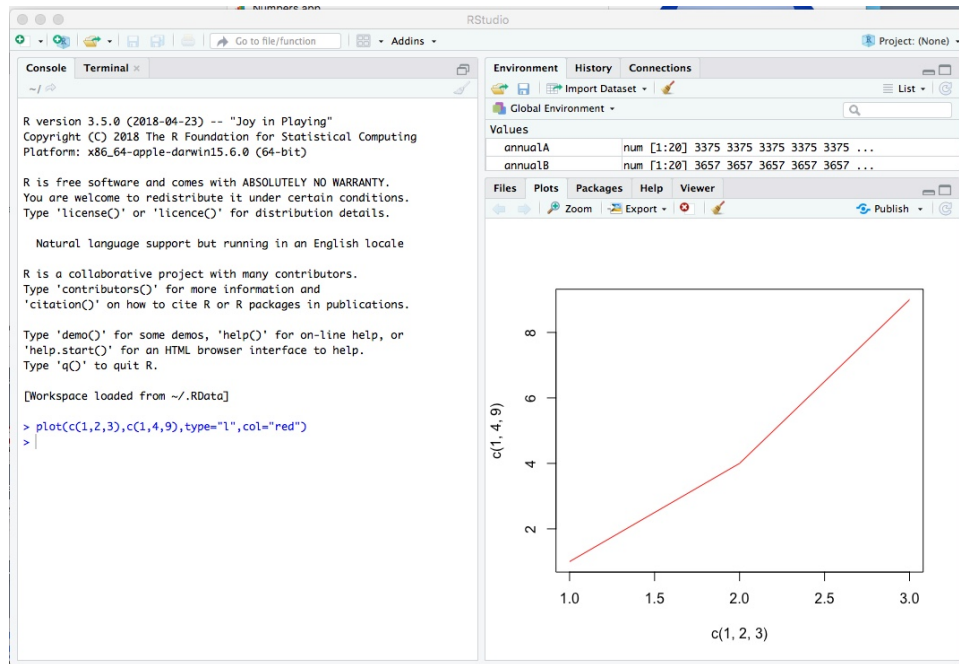 Numbers app
RStudio
Go to file/function
Addins
Project: (None)
Console Terminal
~/
R version 3.5.0 (2018-04-23) -- "Joy in Playing"
Copyright (C) 2018 The R Foundation for Statistical Computing
Platform: x86_64-apple-darwin15.6.0 (64-bit)
R is free software and comes with ABSOLUTELY NO WARRANTY.
You are welcome to redistribute it under certain conditions.
Type 'license()' or 'licence()' for distribution details.
Natural language support but running in an English locale
R is a collaborative project with many contributors.
Type 'contributors()' for more information and
'citation()' on how to cite R or R packages in publications.
Type 'demo()' for some demos, 'help()' for on-line help, or
'help.start()' for an HTML browser interface to help.
Type 'q()' to quit R.
[Workspace loaded from ~/.RData]
> plot(c(1,2,3),c(1,4,9),type="l",col="red")
>
Environment History Connections
Import Dataset
List
Global Environment
Values
annualA num [1:20] 3375 3375 3375 3375 3375 ...
annualB num [1:20] 3657 3657 3657 3657 3657 ...
Files Plots Packages Help Viewer
Zoom Export Publish
c(1, 4, 9)
8
6
4
2
1.0 1.5 2.0 2.5 3.0
c(1, 2, 3)